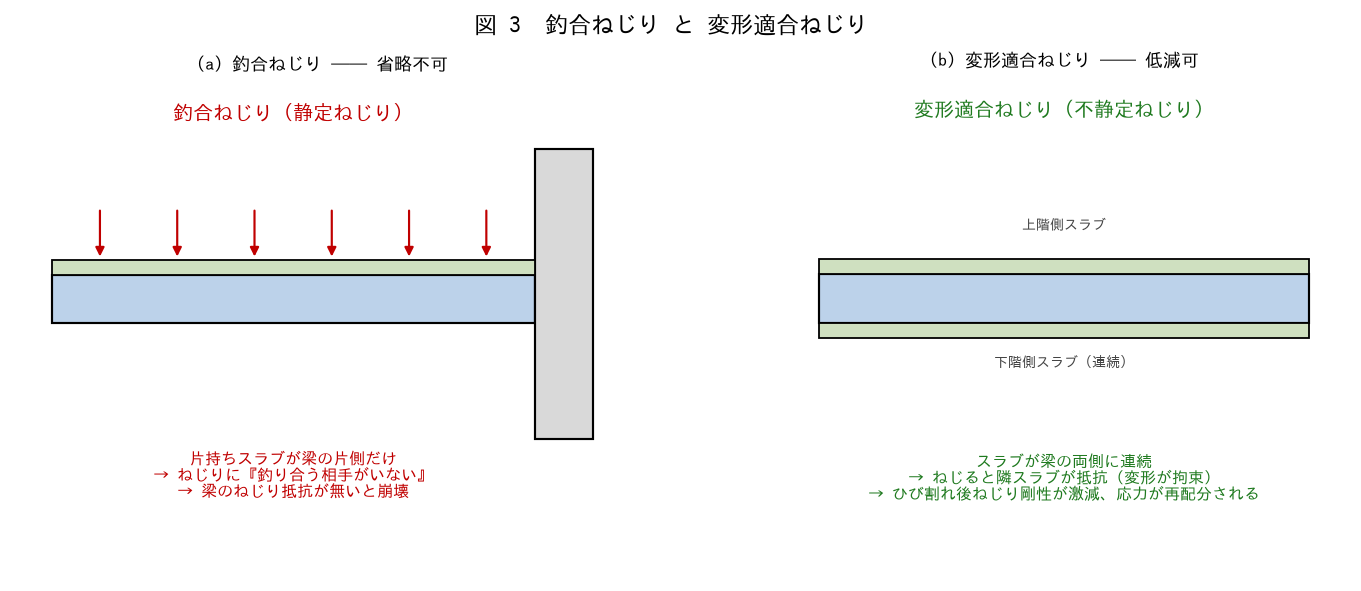 図 3　釣合ねじり と 変形適合ねじり
(a) 釣合ねじり ―― 省略不可
釣合ねじり（静定ねじり）
片持ちスラブが梁の片側だけ
→ ねじりに『釣り合う相手がいない』
→ 梁のねじり抵抗が無いと崩壊
(b) 変形適合ねじり ―― 低減可
変形適合ねじり（不静定ねじり）
上階側スラブ
下階側スラブ（連続）
スラブが梁の両側に連続
→ ねじると隣スラブが抵抗（変形が拘束）
→ ひび割れ後ねじり剛性が激減、応力が再配分される